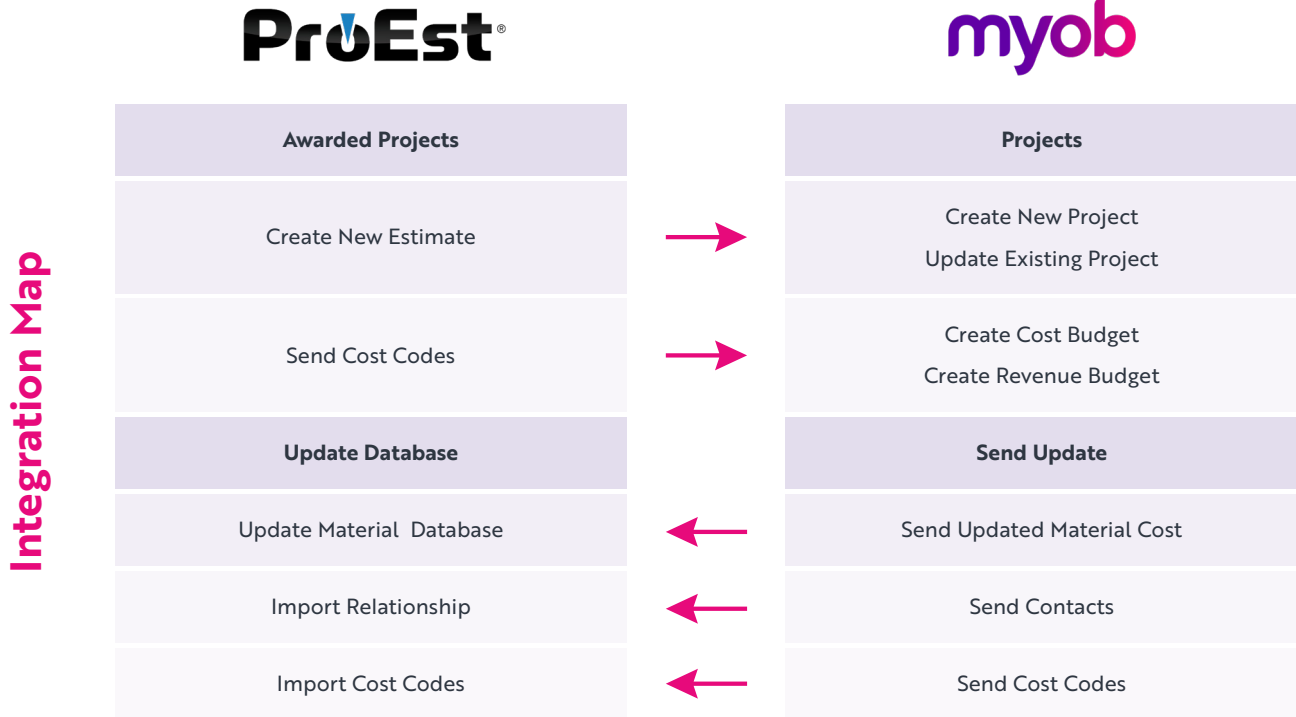 ProEst®
myob
Integration Map
Awarded Projects
Projects
Create New Estimate
Create New Project
Update Existing Project
Send Cost Codes
Create Cost Budget
Create Revenue Budget
Update Database
Send Update
Update Material Database
Send Updated Material Cost
Import Relationship
Send Contacts
Import Cost Codes
Send Cost Codes